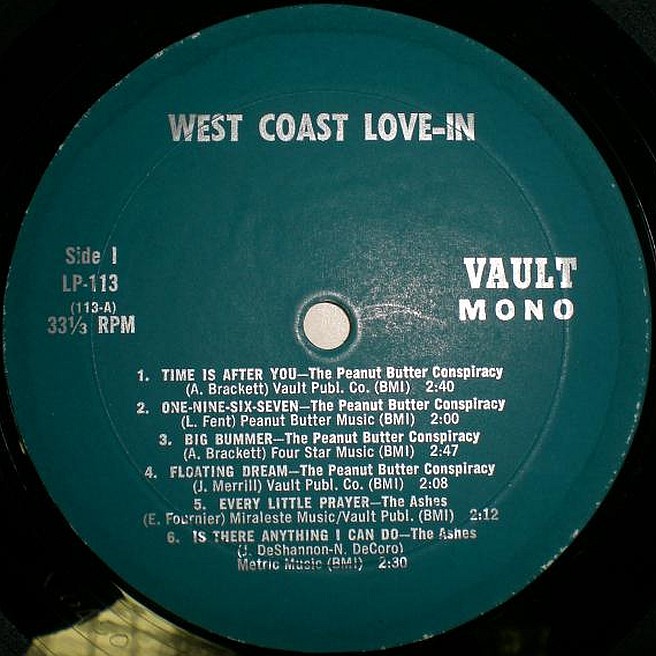 WEST COAST LOVE-IN
Side 1
LP-113
(113-A)
33⅓ RPM
VAULT
MONO
1. TIME IS AFTER YOU—The Peanut Butter Conspiracy
(A. Brackett) Vault Publ. Co. (BMI) 2:40
2. ONE-NINE-SIX-SEVEN—The Peanut Butter Conspiracy
(L. Fent) Peanut Butter Music (BMI) 2:00
3. BIG BUMMER—The Peanut Butter Conspiracy
(A. Brackett) Four Star Music (BMI) 2:47
4. FLOATING DREAM—The Peanut Butter Conspiracy
(J. Merrill) Vault Publ. Co. (BMI) 2:08
5. EVERY LITTLE PRAYER—The Ashes
(E. Fournier) Miraleste Music/Vault Publ. (BMI) 2:12
6. IS THERE ANYTHING I CAN DO—The Ashes
(J. DeShannon-N. DeCoro)
Metric Music (BMI) 2:30